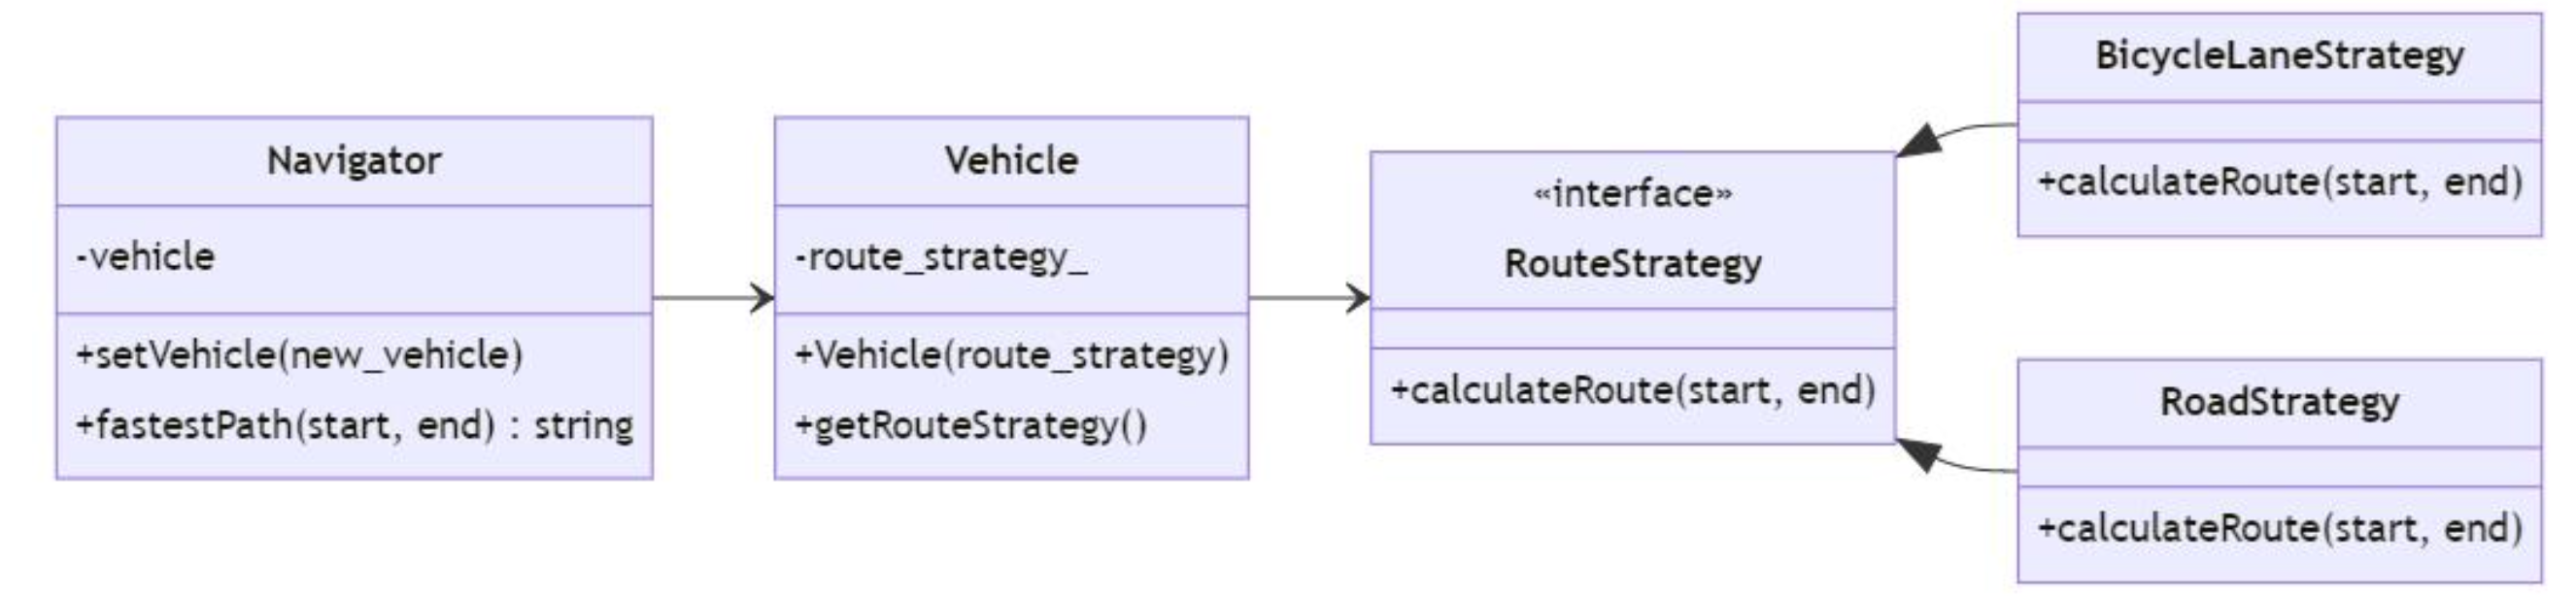 Navigator
-vehicle
+setVehicle(new_vehicle)
+fastestPath(start, end) : string
Vehicle
-route_strategy_
+Vehicle(route_strategy)
+getRouteStrategy()
«interface»
RouteStrategy
+calculateRoute(start, end)
BicycleLaneStrategy
+calculateRoute(start, end)
RoadStrategy
+calculateRoute(start, end)